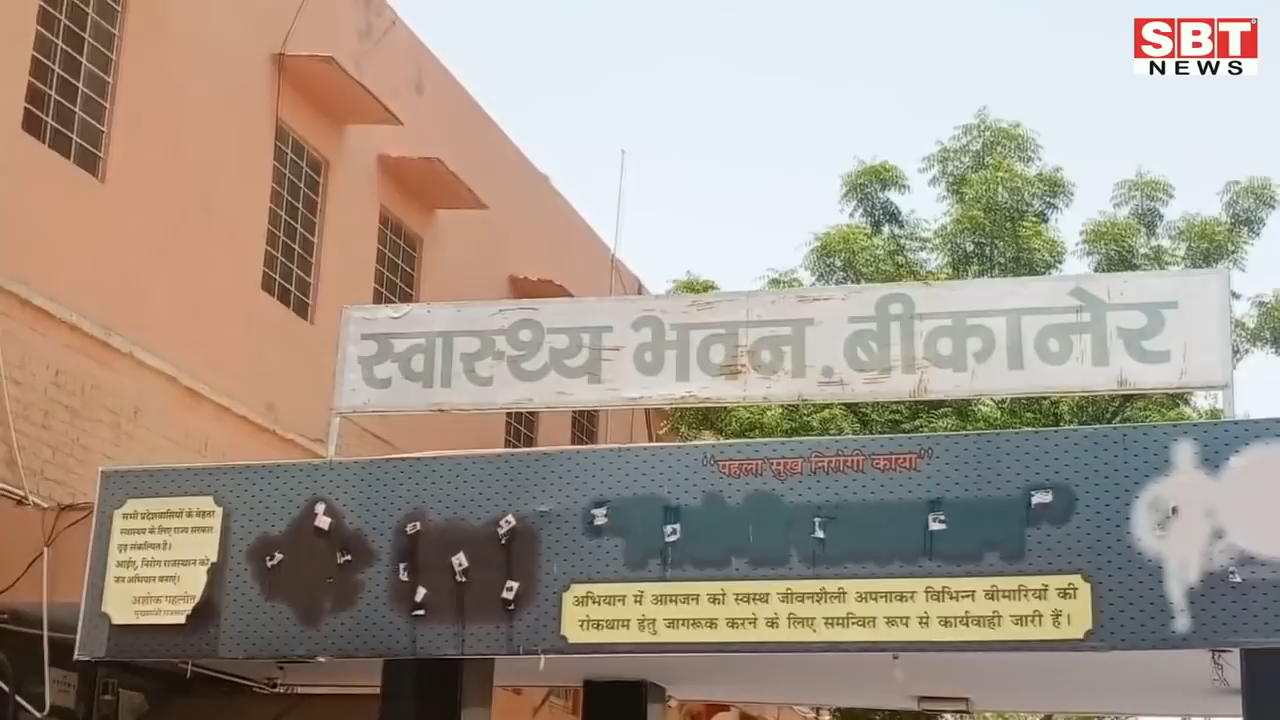 SBT
NEWS
स्वास्थ्य भवन. बीकानेर
"पहला सुख निरोगी काया"
सभी प्रदेशवासियों के बेहतर
स्वास्थ्य के लिए राज्य सरकार
दृढ़ संकल्पित है।
आईए, निरोग राजस्थान को
जन अभियान बनाएं।
अशोक गहलोत
अभियान में आमजन को स्वस्थ जीवनशैली अपनाकर विभिन्न बीमारियों की
रोकथाम हेतु जागरूक करने के लिए समन्वित रूप से कार्यवाही जारी हैं।